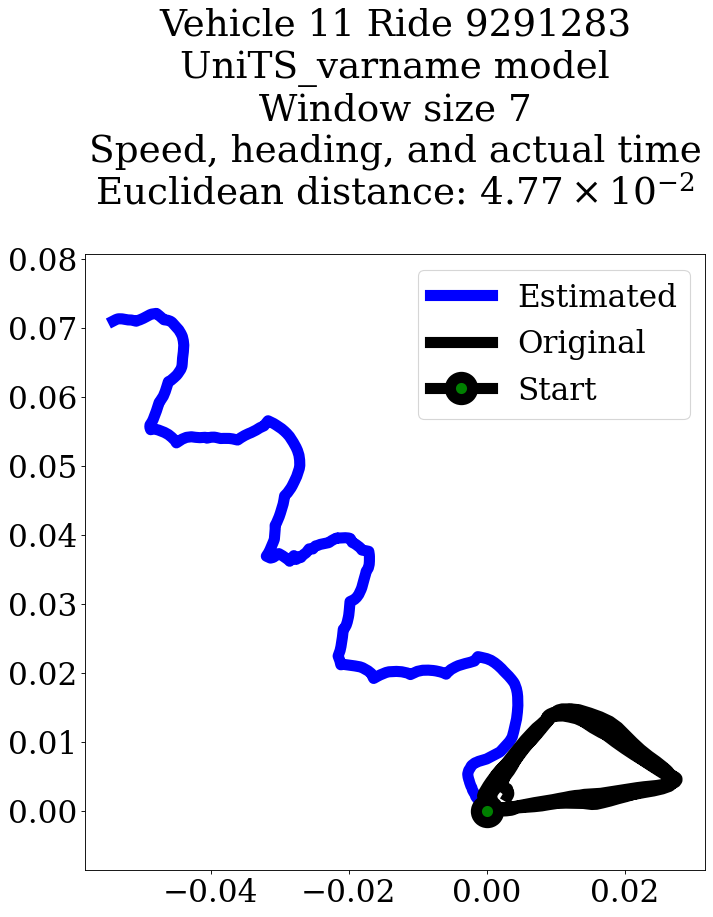 Vehicle 11 Ride 9291283
UniTS_varname model
Window size 7
Speed, heading, and actual time
Euclidean distance: 4.77 × 10⁻²
Estimated
Original
Start
0.08
0.07
0.06
0.05
0.04
0.03
0.02
0.01
0.00
−0.04 −0.02 0.00 0.02